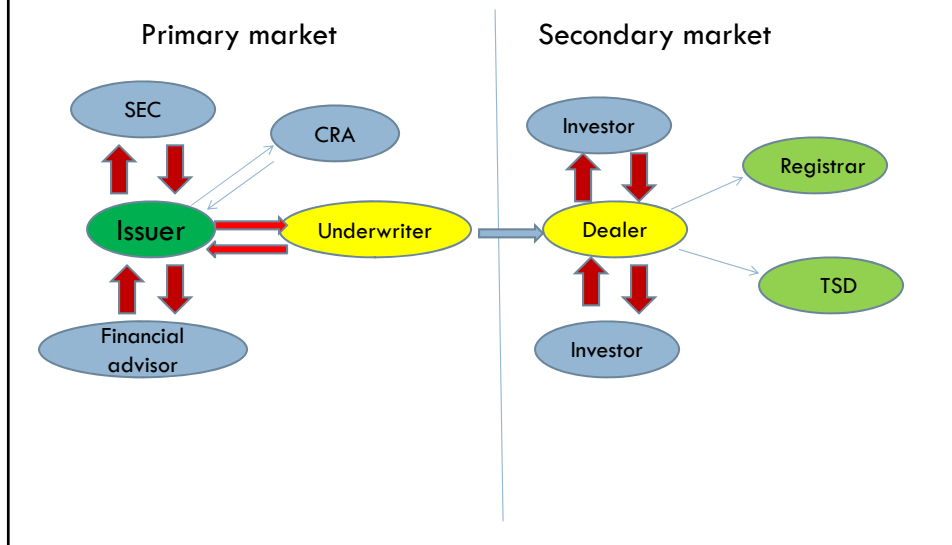 Primary market
Secondary market
SEC
CRA
Issuer
Underwriter
Financial
advisor
Investor
Dealer
Investor
Registrar
TSD